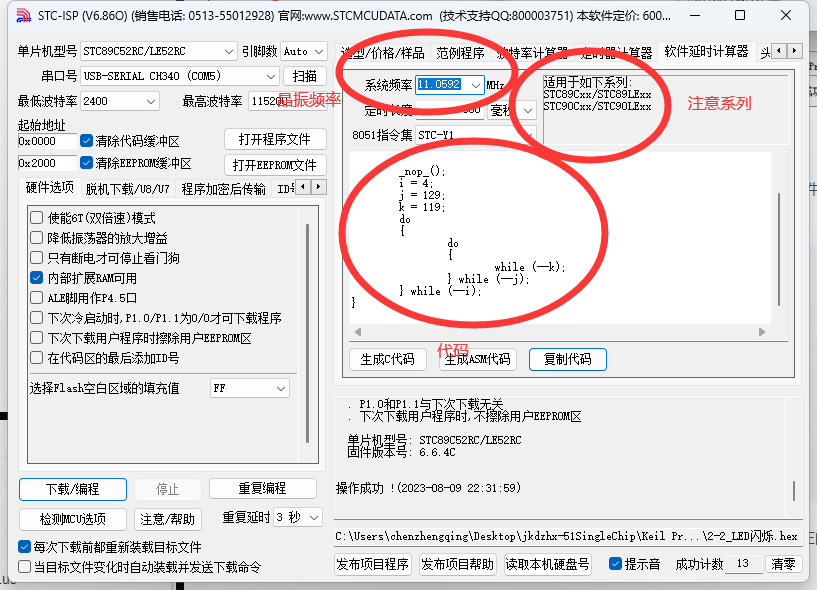 STC-ISP (V6.86O) (销售电话: 0513-55012928) 官网:www.STCMCUDATA.com (技术支持QQ:800003751) 本软件定价: 600...
单片机型号 STC89C52RC/LE52RC 引脚数 Auto
串口号 USB-SERIAL CH340 (COM5) 扫描
最低波特率 2400 最高波特率 115200
起始地址
0x0000 清除代码缓冲区 打开程序文件
0x2000 清除EEPROM缓冲区 打开EEPROM文件
硬件选项 脱机下载/U8/U7 程序加密后传输 ID号
使能6T(双倍速)模式
降低振荡器的放大增益
只有断电才可停止看门狗
内部扩展RAM可用
ALE脚用作P4.5口
下次冷启动时,P1.0/P1.1为0/0才可下载程序
下次下载用户程序时擦除用户EEPROM区
在代码区的最后添加ID号
选择Flash空白区域的填充值 FF
下载/编程 停止 重复编程
检测MCU选项 注意/帮助 重复延时 3 秒
每次下载前都重新装载目标文件
当目标文件变化时自动装载并发送下载命令
选型/价格/样品 范例程序 波特率计算器 定时器计算器 软件延时计算器 头
系统频率 11.0592 MHz
晶振频率
定时长度 毫秒
8051指令集 STC-Y1
适用于如下系列:
STC89Cxx/STC89LExx
STC90Cxx/STC90LExx
注意系列
_nop_();
i = 4;
j = 129;
k = 119;
do
{
do
{
while (--k);
} while (--j);
} while (--i);
}
代码
生成C代码 生成ASM代码 复制代码
. P1.0和P1.1与下次下载无关
. 下次下载用户程序时,不擦除用户EEPROM区
单片机型号: STC89C52RC/LE52RC
固件版本号: 6.6.4C
操作成功 !(2023-08-09 22:31:59)
C:\Users\chenzhengqing\Desktop\jkdzhx-51SingleChip\Keil Pr...\2-2_LED闪烁.hex
发布项目程序 发布项目帮助 读取本机硬盘号 提示音 成功计数 13 清零